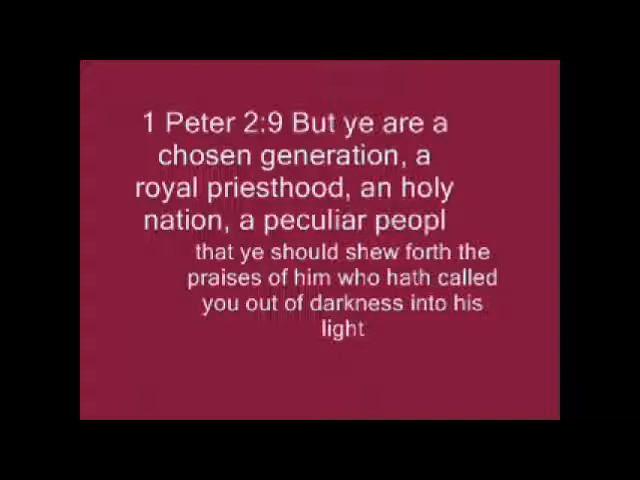 1 Peter 2:9 But ye are a
chosen generation, a
royal priesthood, an holy
nation, a peculiar peopl
that ye should shew forth the
praises of him who hath called
you out of darkness into his
light